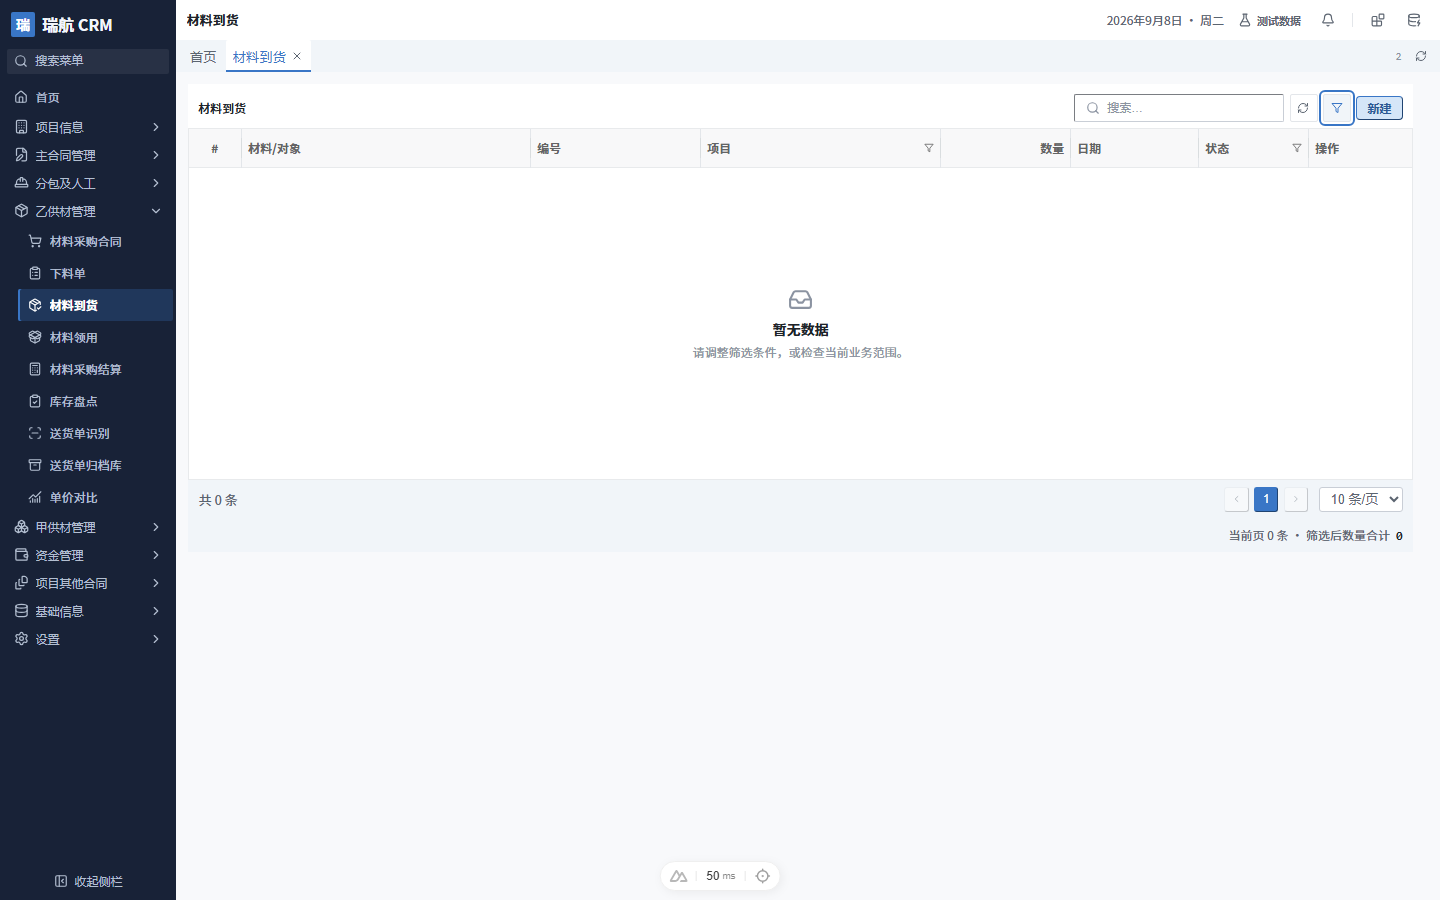 瑞 瑞航 CRM
搜索菜单
首页
项目信息
主合同管理
分包及人工
乙供材管理
材料采购合同
下料单
材料到货
材料领用
材料采购结算
库存盘点
送货单识别
送货单归档库
单价对比
甲供材管理
资金管理
项目其他合同
基础信息
设置
收起侧栏
材料到货
2026年9月8日 • 周二 测试数据
首页 材料到货
2
材料到货
搜索...
新建
# 材料/对象 编号 项目 数量 日期 状态 操作
暂无数据
请调整筛选条件，或检查当前业务范围。
共 0 条
1
10 条/页
当前页 0 条 • 筛选后数量合计 0
50 ms